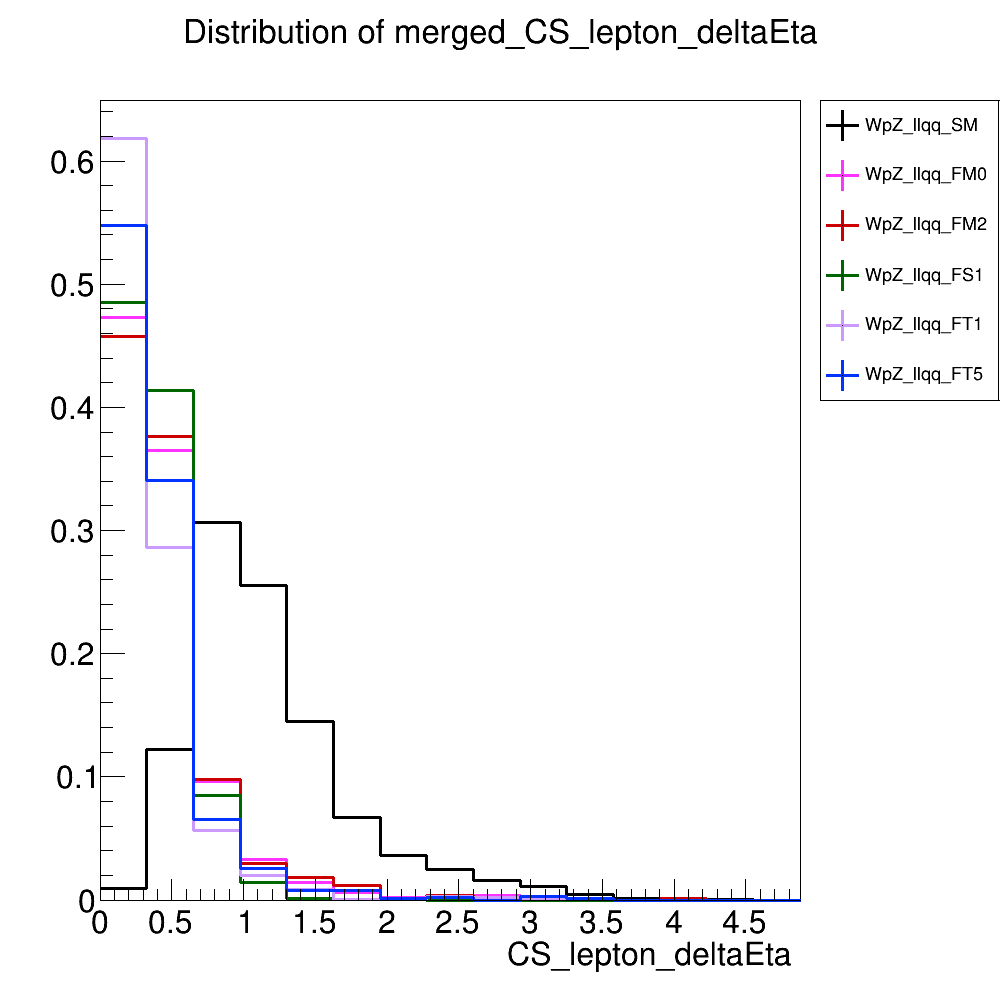 Distribution of merged_CS_lepton_deltaEta
WpZ_llqq_SM
WpZ_llqq_FM0
WpZ_llqq_FM2
WpZ_llqq_FS1
WpZ_llqq_FT1
WpZ_llqq_FT5
0.6
0.5
0.4
0.3
0.2
0.1
0
0 0.5 1 1.5 2 2.5 3 3.5 4 4.5
CS_lepton_deltaEta